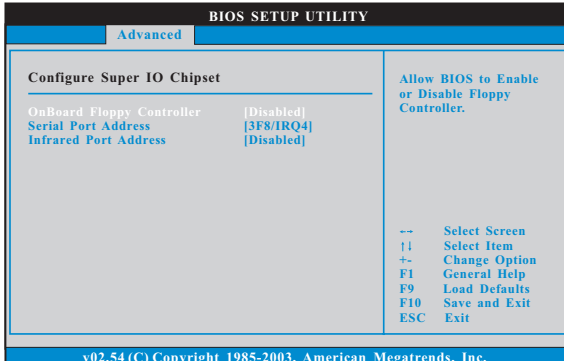 BIOS SETUP UTILITY
Advanced
Configure Super IO Chipset
OnBoard Floppy Controller [Disabled]
Serial Port Address [3F8/IRQ4]
Infrared Port Address [Disabled]
Allow BIOS to Enable
or Disable Floppy
Controller.
←→ Select Screen
↑↓ Select Item
+- Change Option
F1 General Help
F9 Load Defaults
F10 Save and Exit
ESC Exit
v02.54 (C) Copyright 1985-2003, American Megatrends, Inc.